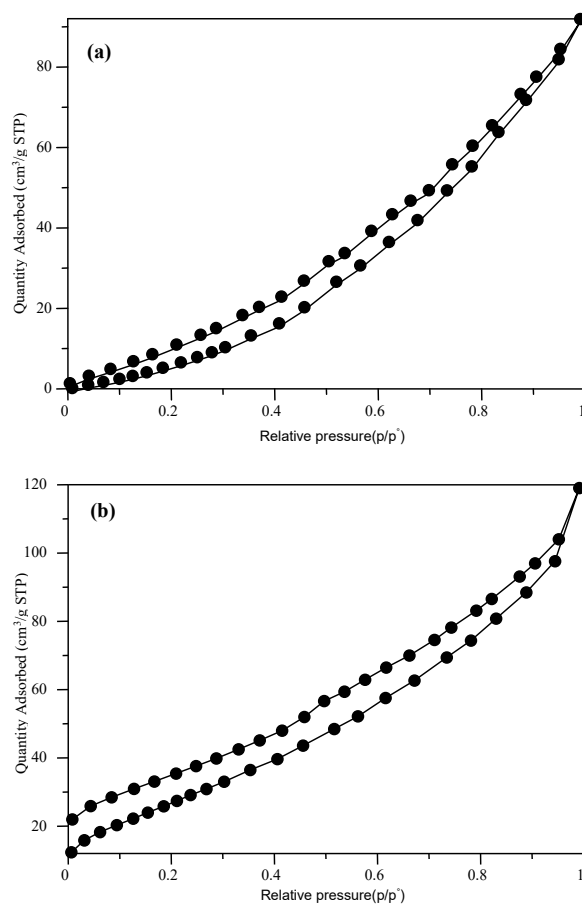 (a)
80
60
40
20
0
Quantity Adsorbed (cm³/g STP)
0 0.2 0.4 0.6 0.8 1
Relative pressure(p/p°)
(b)
120
100
80
60
40
20
Quantity Adsorbed (cm³/g STP)
0 0.2 0.4 0.6 0.8 1
Relative pressure(p/p°)